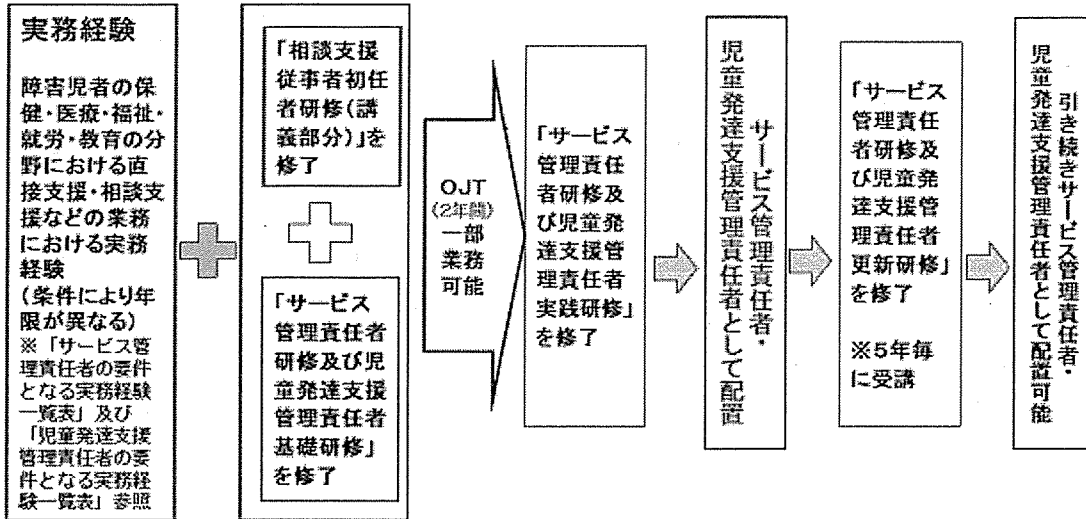 実務経験
障害児者の保
健・医療・福祉・
就労・教育の分
野における直
接支援・相談支
援などの業務
における実務
経験
(条件により年
限が異なる)
※「サービス管
理責任者の要件
となる実務経験
一覧表」及び
「児童発達支援
管理責任者の要
件となる実務経
験一覧表」参照
「相談支援
従事者初任
者研修(講
義部分)」を
修了
「サービス
管理責任者
研修及び児
童発達支援
管理責任者
基礎研修」
を修了
OJT
(2年間)
一部
業務
可能
「サービス
管理責任
者研修及
び児童発
達支援管
理責任者
実践研修」
を修了
サービス管理責任者・
児童発達支援管理責任者として配置
「サービス
管理責任
者研修及
び児童発
達支援管
理責任者
更新研修」
を修了
※5年毎
に受講
引き続きサービス管理責任者・
児童発達支援管理責任者として配置可能